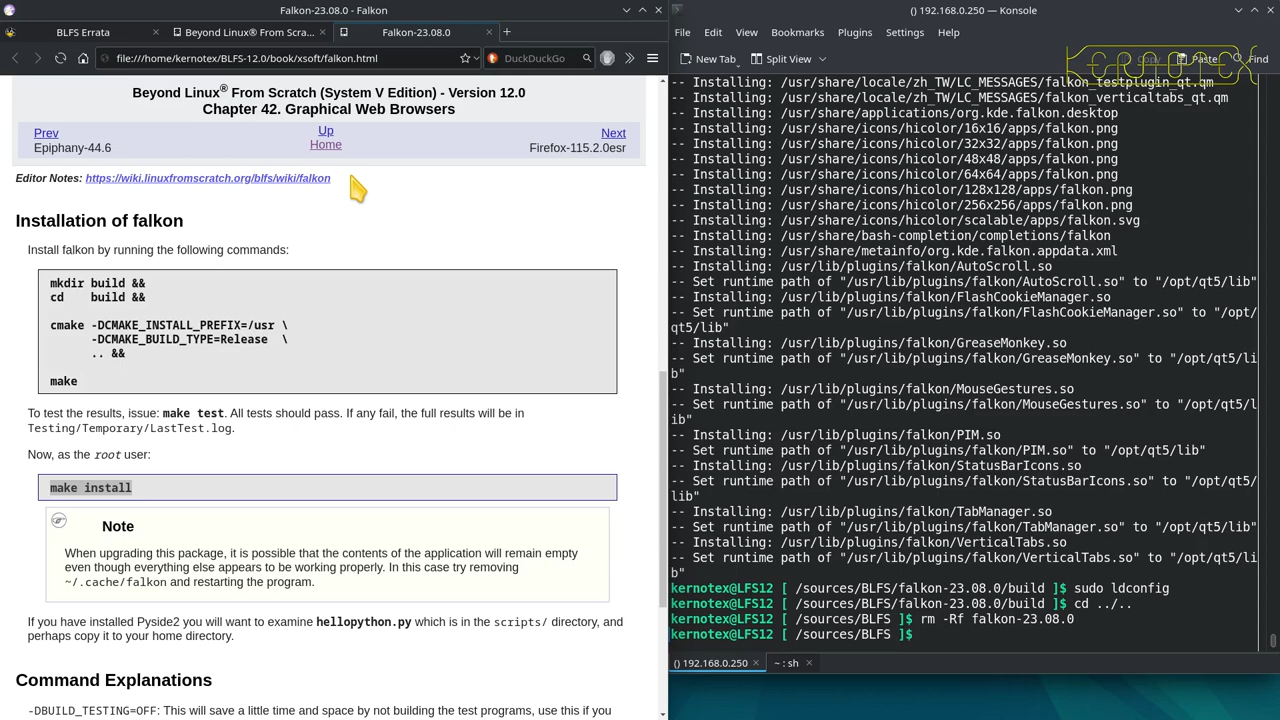 Falkon-23.08.0 - Falkon
BLFS Errata
Beyond Linux® From Scra...
Falkon-23.08.0
file:///home/kernotex/BLFS-12.0/book/xsoft/falkon.html
DuckDuckGo
Beyond Linux® From Scratch (System V Edition) - Version 12.0
Chapter 42. Graphical Web Browsers
Prev
Up
Next
Epiphany-44.6
Home
Firefox-115.2.0esr
Editor Notes: https://wiki.linuxfromscratch.org/blfs/wiki/falkon
Installation of falkon
Install falkon by running the following commands:
mkdir build &&
cd    build &&
cmake -DCMAKE_INSTALL_PREFIX=/usr \
      -DCMAKE_BUILD_TYPE=Release  \
      .. &&
make
To test the results, issue: make test. All tests should pass. If any fail, the full results will be in
Testing/Temporary/LastTest.log.
Now, as the root user:
make install
Note
When upgrading this package, it is possible that the contents of the application will remain empty
even though everything else appears to be working properly. In this case try removing
~/.cache/falkon and restarting the program.
If you have installed Pyside2 you will want to examine hellopython.py which is in the scripts/ directory, and
perhaps copy it to your home directory.
Command Explanations
-DBUILD_TESTING=OFF: This will save a little time and space by not building the test programs, use this if you
() 192.168.0.250 — Konsole
File Edit View Bookmarks Plugins Settings Help
New Tab
Split View
Copy
Paste
Find
kernotex
-- Installing: /usr/share/locale/zh_TW/LC_MESSAGES/falkon_testplugin_qt.qm
-- Installing: /usr/share/locale/zh_TW/LC_MESSAGES/falkon_verticaltabs_qt.qm
-- Installing: /usr/share/applications/org.kde.falkon.desktop
-- Installing: /usr/share/icons/hicolor/16x16/apps/falkon.png
-- Installing: /usr/share/icons/hicolor/32x32/apps/falkon.png
-- Installing: /usr/share/icons/hicolor/48x48/apps/falkon.png
-- Installing: /usr/share/icons/hicolor/64x64/apps/falkon.png
-- Installing: /usr/share/icons/hicolor/128x128/apps/falkon.png
-- Installing: /usr/share/icons/hicolor/256x256/apps/falkon.png
-- Installing: /usr/share/icons/hicolor/scalable/apps/falkon.svg
-- Installing: /usr/share/bash-completion/completions/falkon
-- Installing: /usr/share/metainfo/org.kde.falkon.appdata.xml
-- Installing: /usr/lib/plugins/falkon/AutoScroll.so
-- Set runtime path of "/usr/lib/plugins/falkon/AutoScroll.so" to "/opt/qt5/lib"
-- Installing: /usr/lib/plugins/falkon/FlashCookieManager.so
-- Set runtime path of "/usr/lib/plugins/falkon/FlashCookieManager.so" to "/opt/
qt5/lib"
-- Installing: /usr/lib/plugins/falkon/GreaseMonkey.so
-- Set runtime path of "/usr/lib/plugins/falkon/GreaseMonkey.so" to "/opt/qt5/li
b"
-- Installing: /usr/lib/plugins/falkon/MouseGestures.so
-- Set runtime path of "/usr/lib/plugins/falkon/MouseGestures.so" to "/opt/qt5/l
ib"
-- Installing: /usr/lib/plugins/falkon/PIM.so
-- Set runtime path of "/usr/lib/plugins/falkon/PIM.so" to "/opt/qt5/lib"
-- Installing: /usr/lib/plugins/falkon/StatusBarIcons.so
-- Set runtime path of "/usr/lib/plugins/falkon/StatusBarIcons.so" to "/opt/qt5/
lib"
-- Installing: /usr/lib/plugins/falkon/TabManager.so
-- Set runtime path of "/usr/lib/plugins/falkon/TabManager.so" to "/opt/qt5/lib"
-- Installing: /usr/lib/plugins/falkon/VerticalTabs.so
-- Set runtime path of "/usr/lib/plugins/falkon/VerticalTabs.so" to "/opt/qt5/li
b"
kernotex@LFS12 [ /sources/BLFS/falkon-23.08.0/build ]$ sudo ldconfig
kernotex@LFS12 [ /sources/BLFS/falkon-23.08.0/build ]$ cd ../..
kernotex@LFS12 [ /sources/BLFS ]$ rm -Rf falkon-23.08.0
kernotex@LFS12 [ /sources/BLFS ]$
() 192.168.0.250
~ : sh